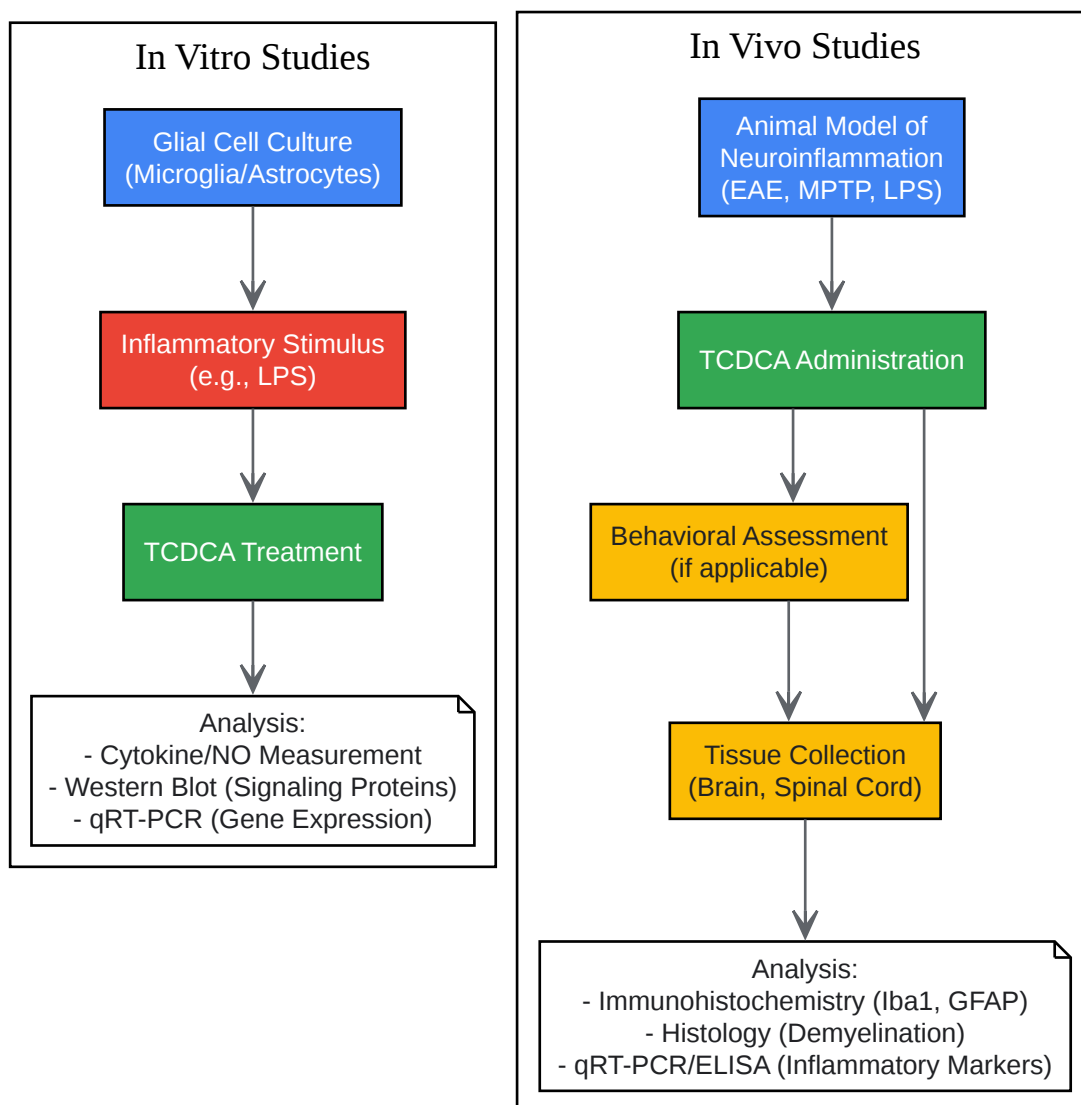 In Vitro Studies
Glial Cell Culture
(Microglia/Astrocytes)
Inflammatory Stimulus
(e.g., LPS)
TCDCA Treatment
Analysis:
- Cytokine/NO Measurement
- Western Blot (Signaling Proteins)
- qRT-PCR (Gene Expression)
In Vivo Studies
Animal Model of
Neuroinflammation
(EAE, MPTP, LPS)
TCDCA Administration
Behavioral Assessment
(if applicable)
Tissue Collection
(Brain, Spinal Cord)
Analysis:
- Immunohistochemistry (Iba1, GFAP)
- Histology (Demyelination)
- qRT-PCR/ELISA (Inflammatory Markers)